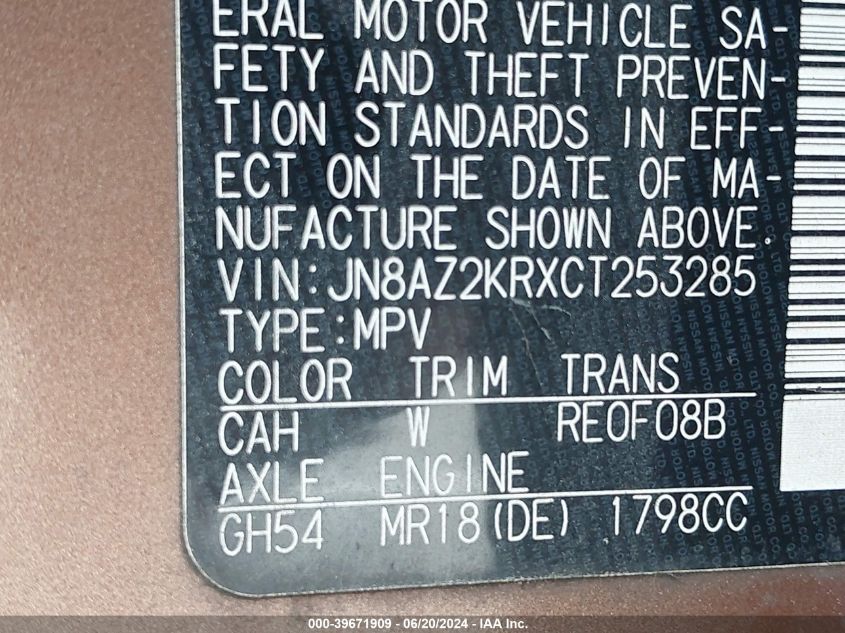 ERAL MOTOR VEHICLE SA-
FETY AND THEFT PREVEN-
TION STANDARDS IN EFF-
ECT ON THE DATE OF MA-
NUFACTURE SHOWN ABOVE.
VIN:JN8AZ2KRXCT253285
TYPE:MPV
COLOR TRIM TRANS
CAH W RE0F08B
AXLE ENGINE
GH54 MR18(DE) 1798CC
000-39671909 - 06/20/2024 - IAA Inc.